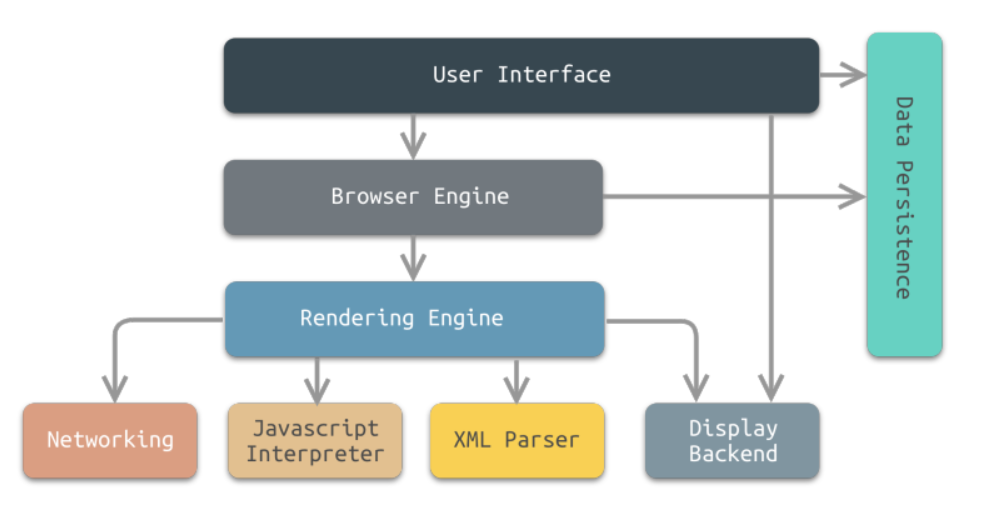 User Interface
Data Persistence
Browser Engine
Rendering Engine
Networking
Javascript
Interpreter
XML Parser
Display
Backend